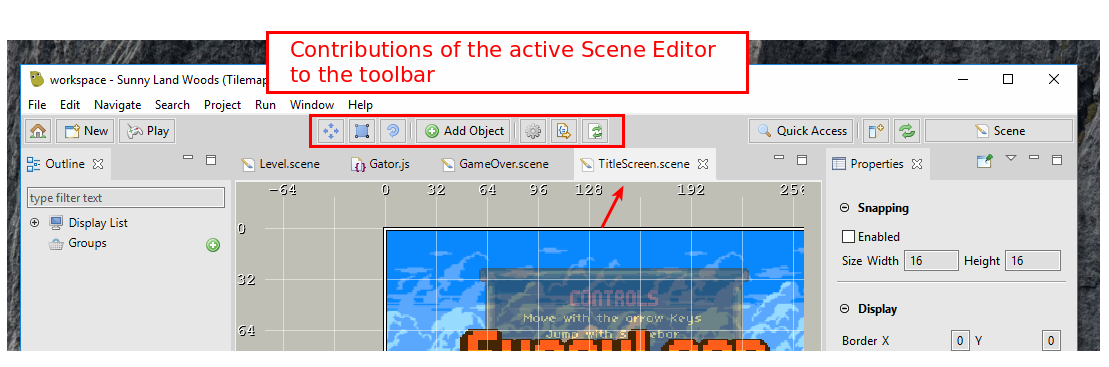 Contributions of the active Scene Editor
to the toolbar
workspace - Sunny Land Woods (Tilemap
File Edit Navigate Search Project Run Window Help
New Play Add Object Quick Access Scene
Outline Level.scene Gator.js GameOver.scene TitleScreen.scene Properties
type filter text
Display List
Groups
−64 0 32 64 96 128 192 256
0
32
64
CONTROLS
Move with the arrow keys
Jump with
Snapping
Enabled
Size Width 16 Height 16
Display
Border X 0 Y 0